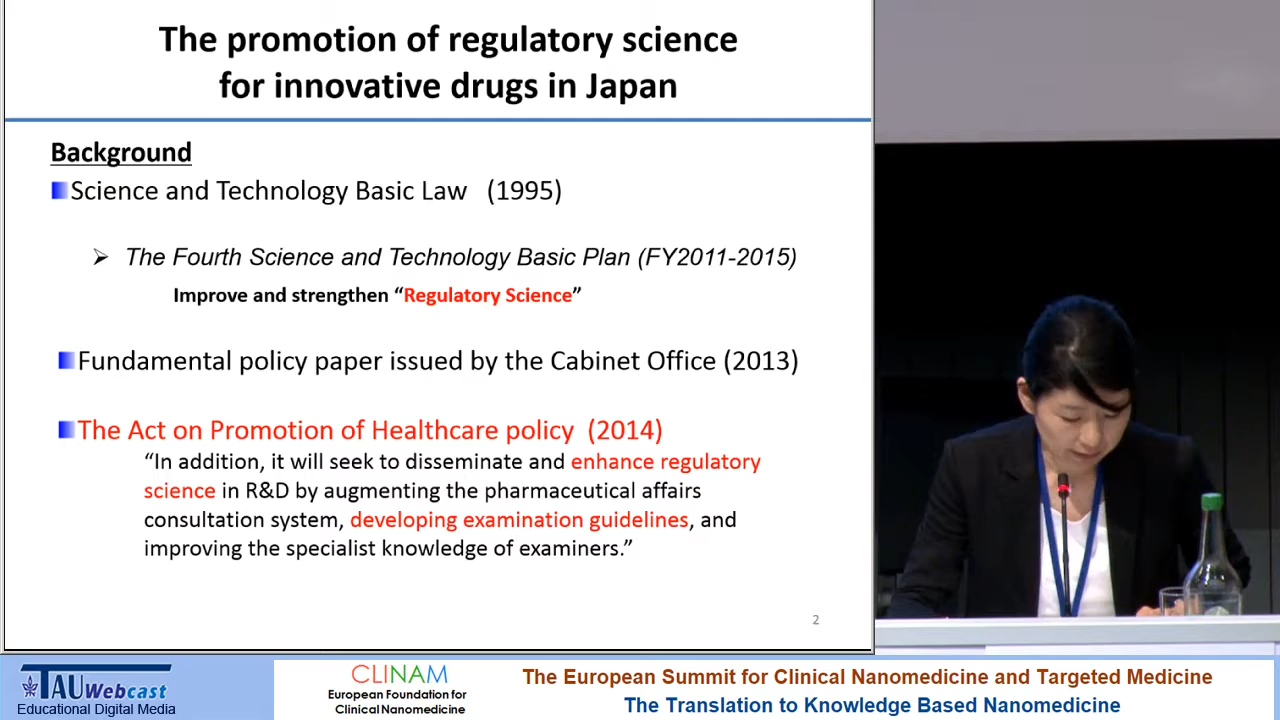 The promotion of regulatory science
for innovative drugs in Japan
Background
Science and Technology Basic Law (1995)
The Fourth Science and Technology Basic Plan (FY2011-2015)
Improve and strengthen “Regulatory Science”
Fundamental policy paper issued by the Cabinet Office (2013)
The Act on Promotion of Healthcare policy (2014)
“In addition, it will seek to disseminate and enhance regulatory
science in R&D by augmenting the pharmaceutical affairs
consultation system, developing examination guidelines, and
improving the specialist knowledge of examiners.”
2
TAU Webcast
Educational Digital Media
CLINAM
European Foundation for
Clinical Nanomedicine
The European Summit for Clinical Nanomedicine and Targeted Medicine
The Translation to Knowledge Based Nanomedicine